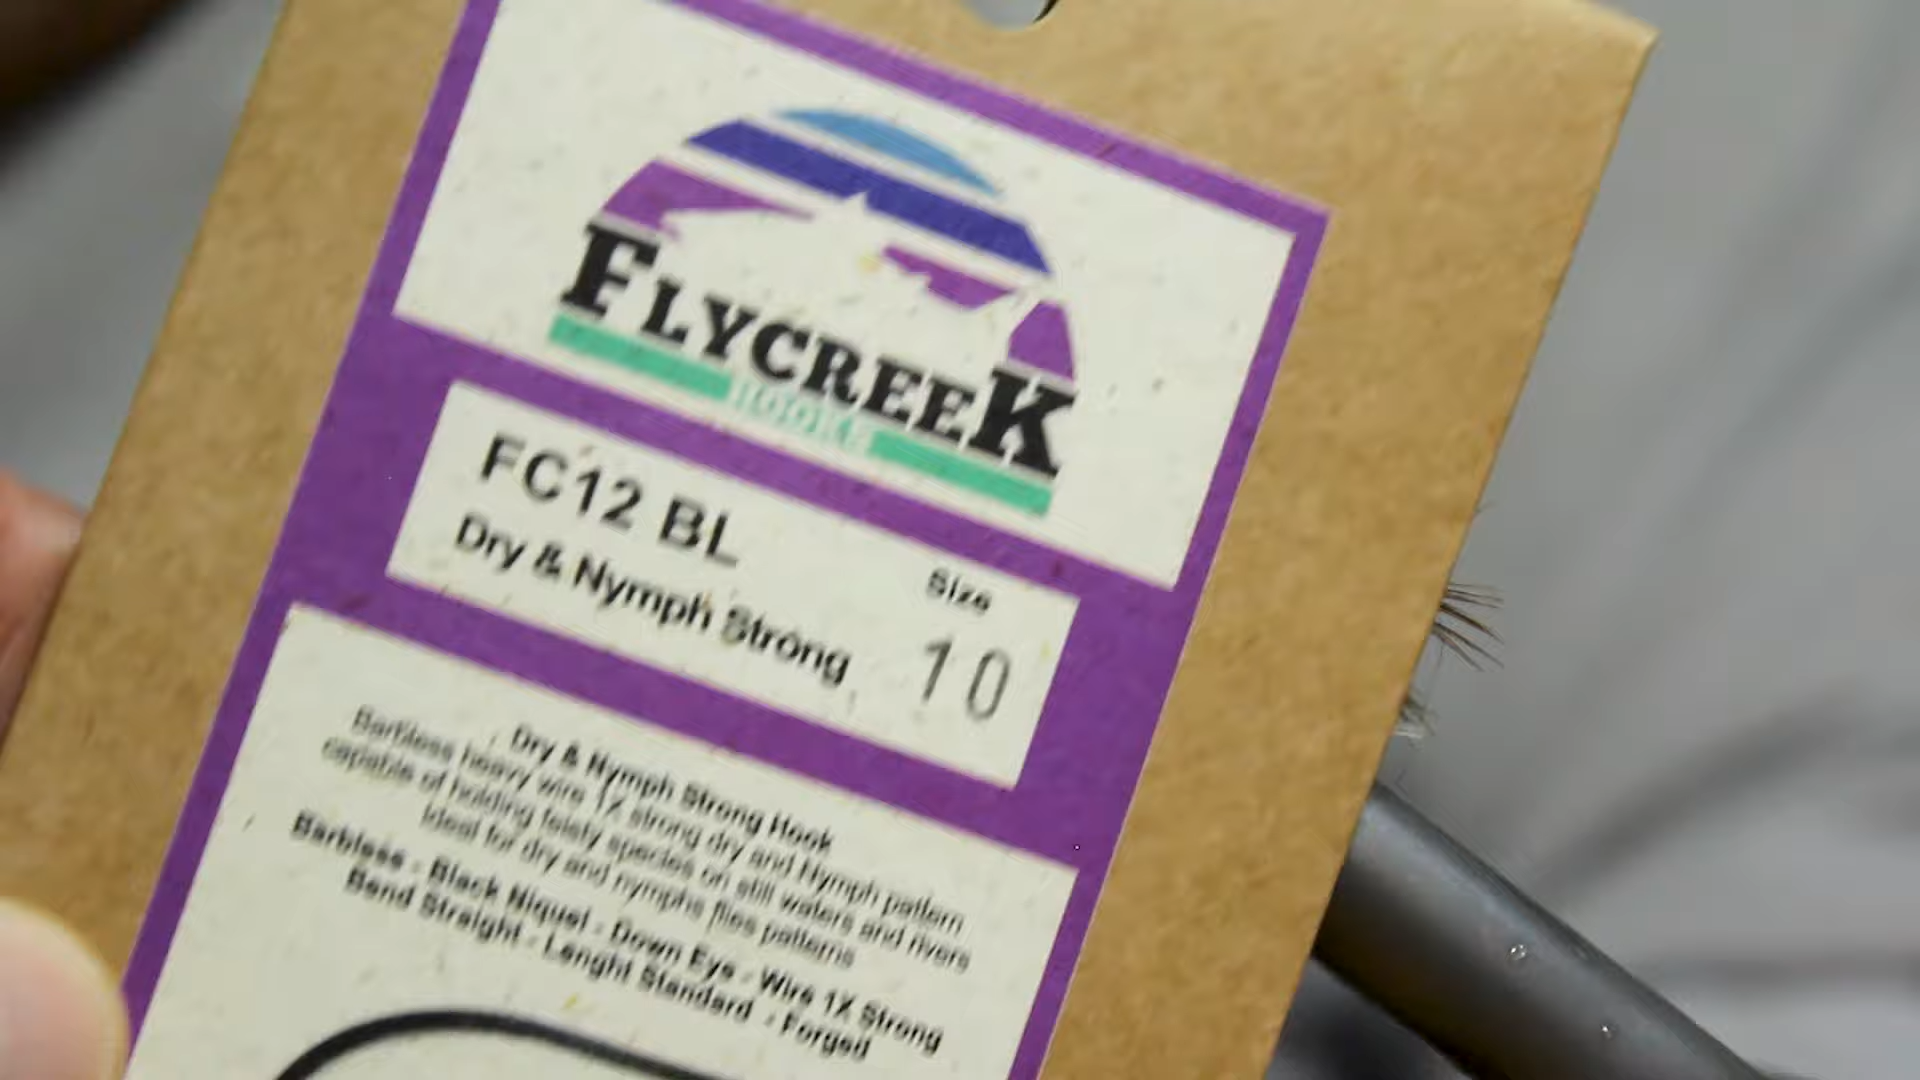 FLYCREEK
HOOKS
FC12 BL
Dry & Nymph Strong
Size
10
Dry & Nymph Strong Hook
Barbless heavy wire 1X strong dry and Nymph pattern
capable of holding feisty species on still waters and rivers
Ideal for dry and nymphs flies patterns
Barbless - Black Niquel - Down Eye - Wire 1X Strong
Bend Straight - Lenght Standard - Forged